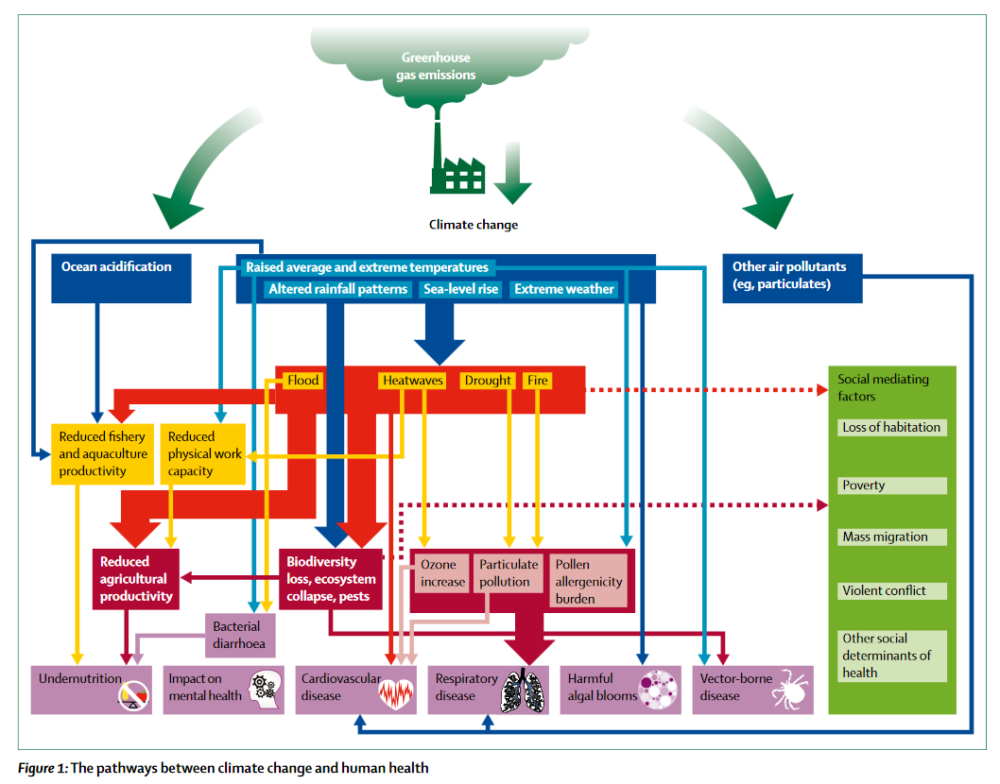 Greenhouse
gas emissions
Climate change
Ocean acidification
Raised average and extreme temperatures
Altered rainfall patterns
Sea-level rise
Extreme weather
Other air pollutants
(eg, particulates)
Flood
Heatwaves
Drought
Fire
Social mediating
factors
Loss of habitation
Poverty
Mass migration
Violent conflict
Other social
determinants of
health
Reduced fishery
and aquaculture
productivity
Reduced
physical work
capacity
Reduced
agricultural
productivity
Biodiversity
loss, ecosystem
collapse, pests
Ozone
increase
Particulate
pollution
Pollen
allergenicity
burden
Bacterial
diarrhoea
Undernutrition
Impact on
mental health
Cardiovascular
disease
Respiratory
disease
Harmful
algal blooms
Vector-borne
disease
Figure 1: The pathways between climate change and human health